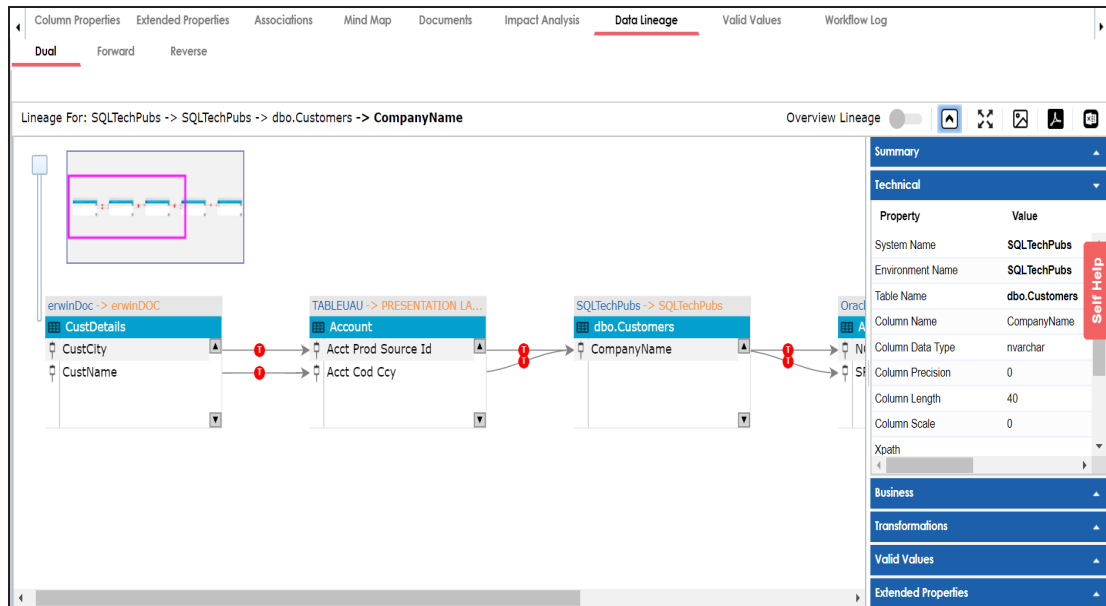 Column Properties Extended Properties Associations Mind Map Documents Impact Analysis Data Lineage Valid Values Workflow Log
Dual Forward Reverse
Lineage For: SQLTechPubs -> SQLTechPubs -> dbo.Customers -> CompanyName Overview Lineage
Summary
Technical
Property Value
System Name SQLTechPubs
Environment Name SQLTechPubs
Table Name dbo.Customers
Column Name CompanyName
Column Data Type nvarchar
Column Precision 0
Column Length 40
Column Scale 0
Xpath
Business
Transformations
Valid Values
Extended Properties
Self Help
erwinDoc -> erwinDOC
CustDetails
CustCity
CustName
T
T
TABLEUAU -> PRESENTATION LA...
Account
Acct Prod Source Id
Acct Cod Ccy
T
T
SQLTechPubs -> SQLTechPubs
dbo.Customers
CompanyName
T
T
Oracl
A